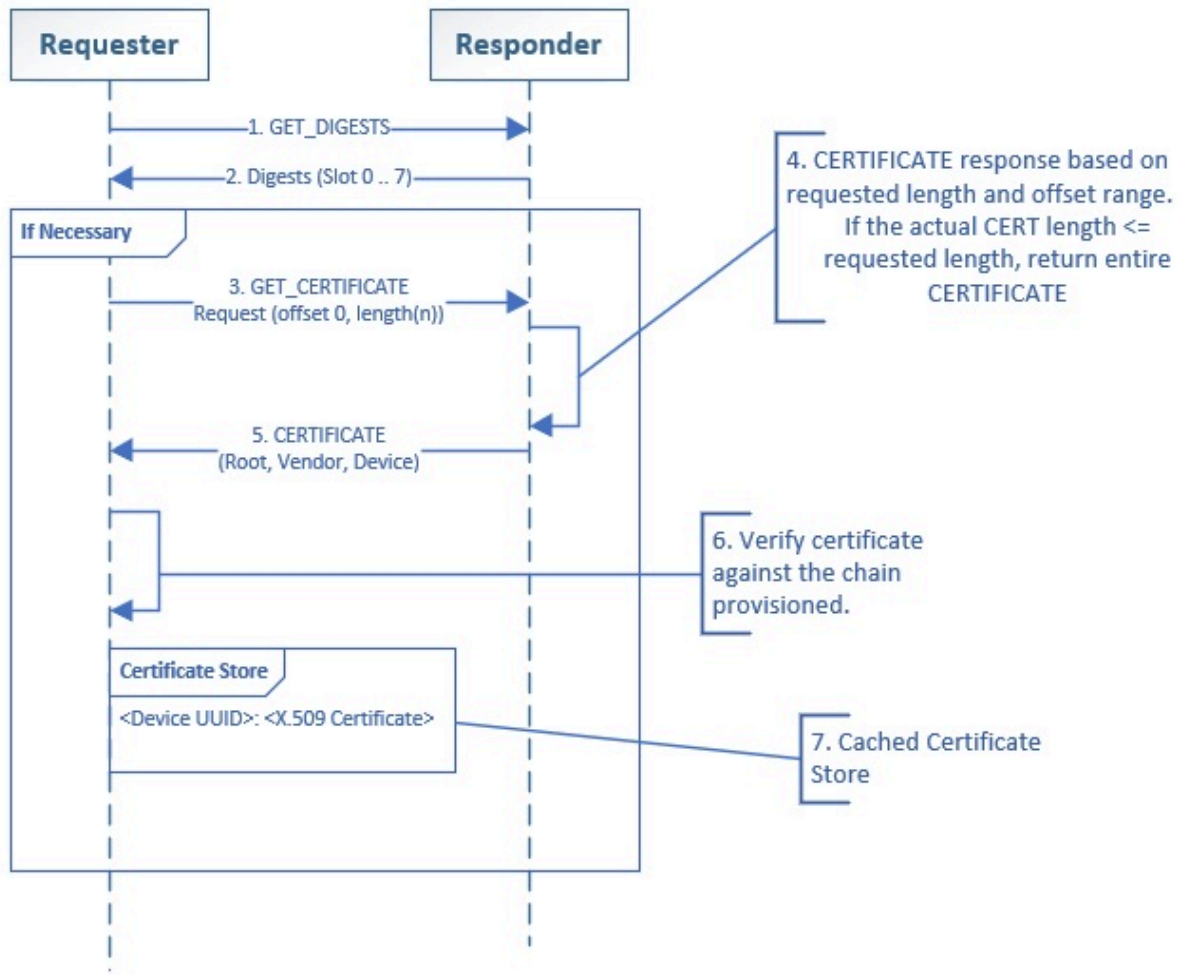 Requester
Responder
1. GET_DIGESTS
2. Digests (Slot 0 .. 7)
If Necessary
3. GET_CERTIFICATE
Request (offset 0, length(n))
4. CERTIFICATE response based on
requested length and offset range.
If the actual CERT length <=
requested length, return entire
CERTIFICATE
5. CERTIFICATE
(Root, Vendor, Device)
6. Verify certificate
against the chain
provisioned.
Certificate Store
<Device UUID>: <X.509 Certificate>
7. Cached Certificate
Store